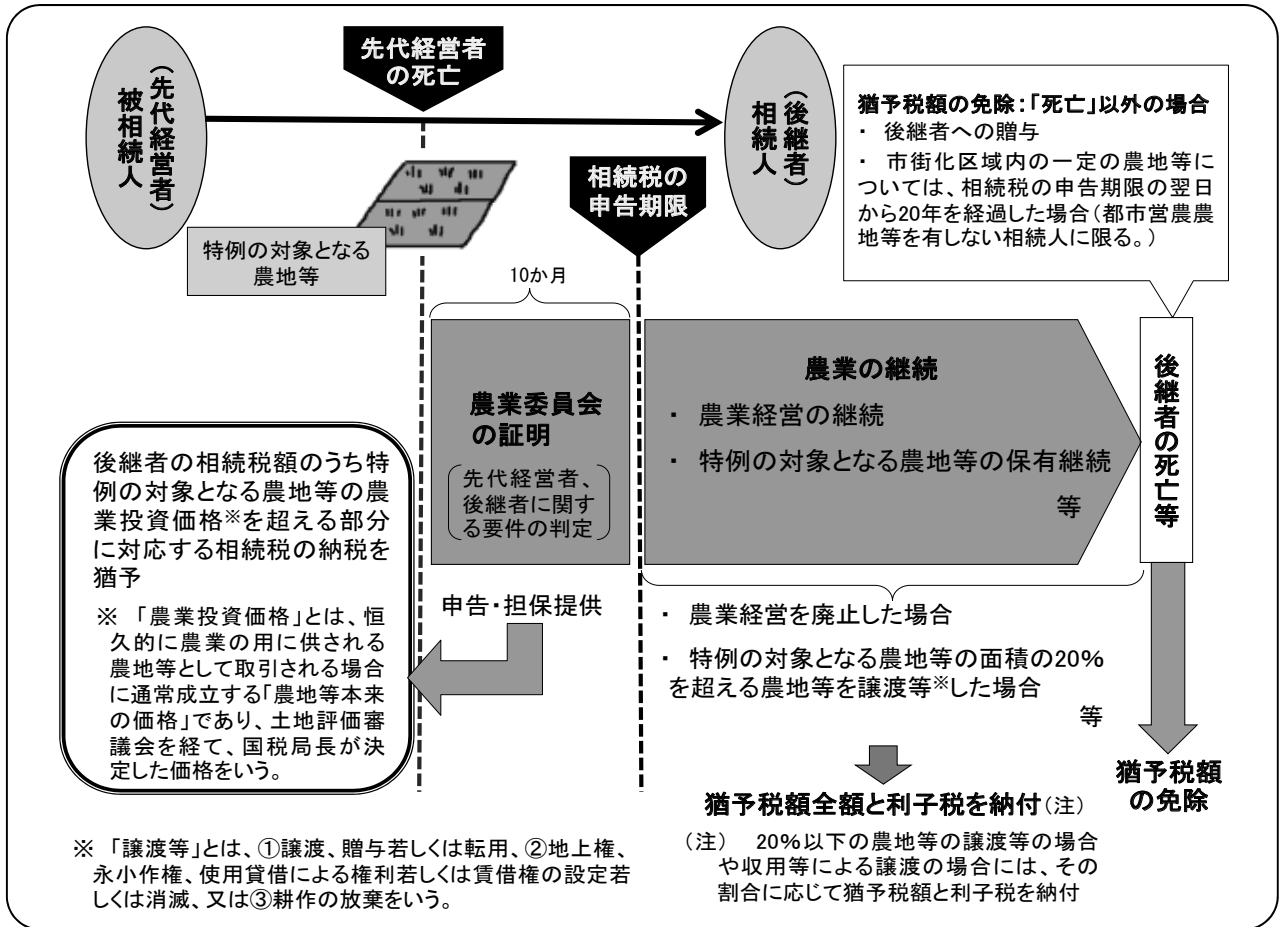 (先代経営者)
被相続人
先代経営者
の死亡
特例の対象となる
農地等
相続税の
申告期限
(後継者)
相続人
猶予税額の免除:「死亡」以外の場合
・ 後継者への贈与
・ 市街化区域内の一定の農地等に
ついては、相続税の申告期限の翌日
から20年を経過した場合(都市営農農
地等を有しない相続人に限る。)
10か月
農業委員会
の証明
先代経営者、
後継者に関す
る要件の判定
農業の継続
・ 農業経営の継続
・ 特例の対象となる農地等の保有継続
等
後継者の死亡等
後継者の相続税額のうち特
例の対象となる農地等の農
業投資価格※を超える部分
に対応する相続税の納税を
猶予
※ 「農業投資価格」とは、恒
久的に農業の用に供される
農地等として取引される場合
に通常成立する「農地等本来
の価格」であり、土地評価審
議会を経て、国税局長が決
定した価格をいう。
申告・担保提供
・ 農業経営を廃止した場合
・ 特例の対象となる農地等の面積の20%
を超える農地等を譲渡等※した場合
等
猶予税額全額と利子税を納付(注)
(注) 20%以下の農地等の譲渡等の場合
や収用等による譲渡の場合には、その
割合に応じて猶予税額と利子税を納付
猶予税額
の免除
※ 「譲渡等」とは、①譲渡、贈与若しくは転用、②地上権、
永小作権、使用貸借による権利若しくは賃借権の設定若
しくは消滅、又は③耕作の放棄をいう。